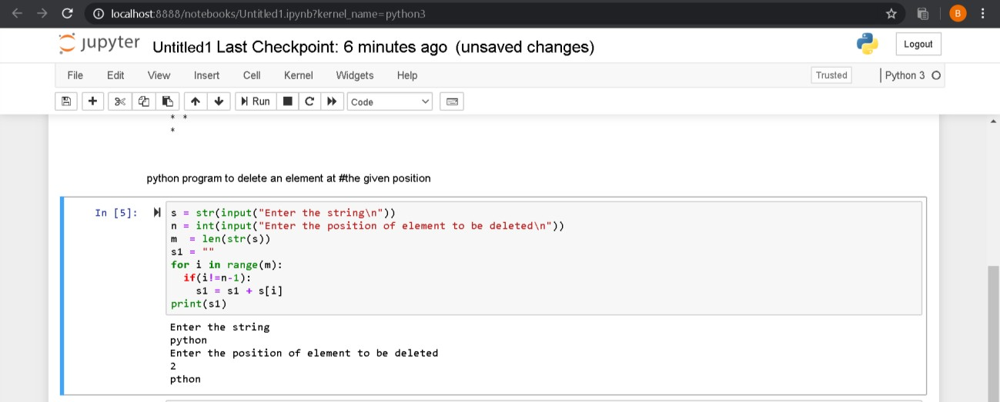 localhost:8888/notebooks/Untitled1.ipynb?kernel_name=python3
B
jupyter Untitled1 Last Checkpoint: 6 minutes ago (unsaved changes)
Logout
File Edit View Insert Cell Kernel Widgets Help Trusted Python 3
Run Code
* *
*
python program to delete an element at #the given position
In [5]: s = str(input("Enter the string\n"))
n = int(input("Enter the position of element to be deleted\n"))
m  = len(str(s))
s1 = ""
for i in range(m):
  if(i!=n-1):
    s1 = s1 + s[i]
print(s1)
Enter the string
python
Enter the position of element to be deleted
2
pthon